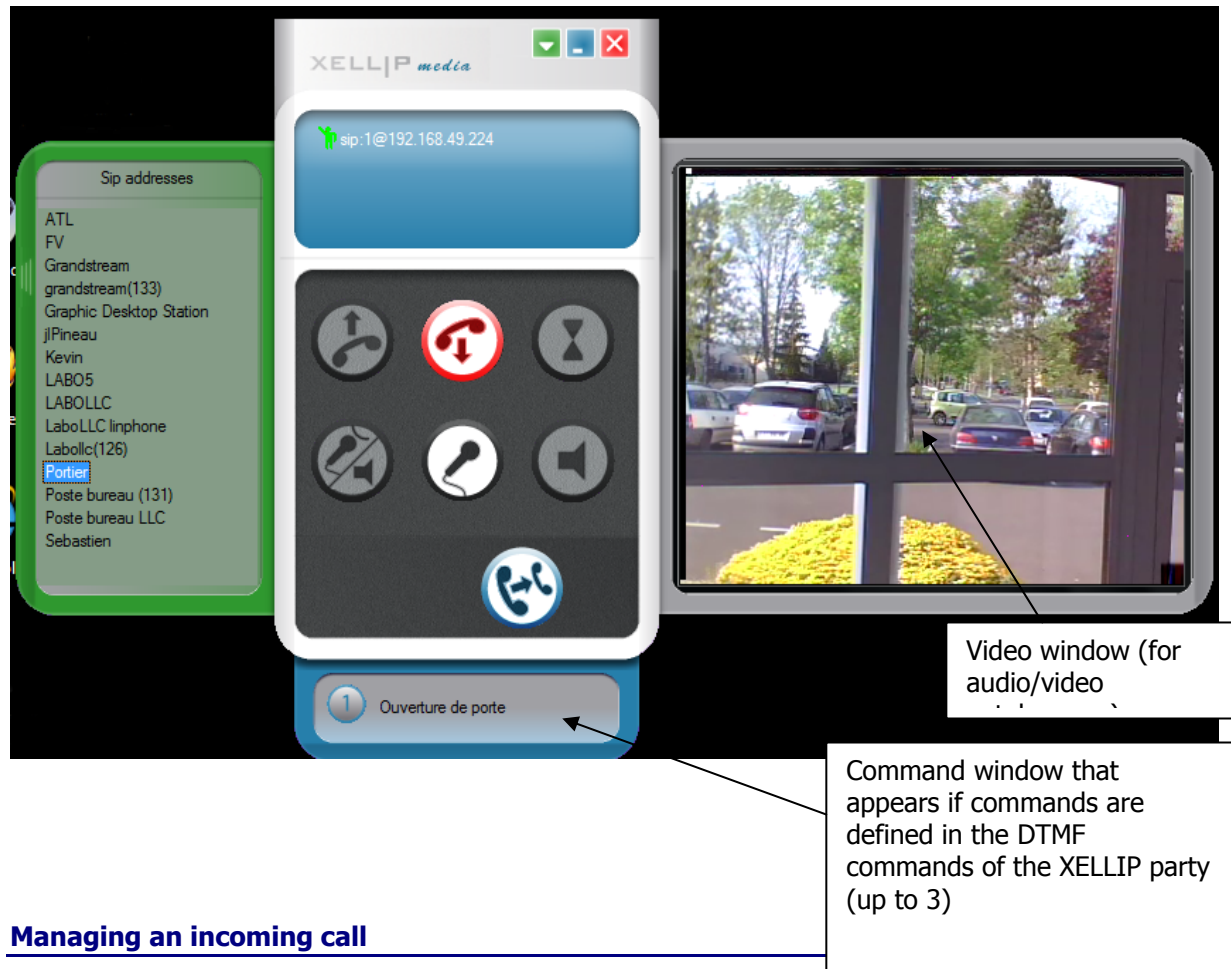 XELLIP media
sip:1@192.168.49.224
Sip addresses
ATL
FV
Grandstream
grandstream(133)
Graphic Desktop Station
jlPineau
Kevin
LABO5
LABOLLC
LaboLLC linphone
Labollc(126)
Portier
Poste bureau (131)
Poste bureau LLC
Sebastien
1 Ouverture de porte
Video window (for
audio/video
Command window that
appears if commands are
defined in the DTMF
commands of the XELLIP party
(up to 3)
Managing an incoming call